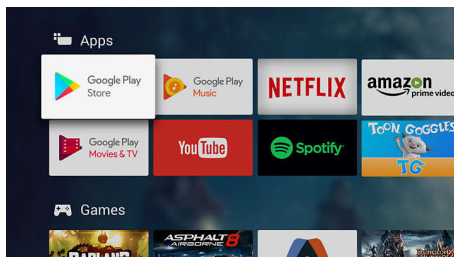 Apps
Google Play
Store
Google Play
Music
NETFLIX
amazon
prime video
Google Play
Movies & TV
YouTube
Spotify
TOON GOGGLES
TG
Games
BADLAND
ASPHALT 8
AIRBORNE